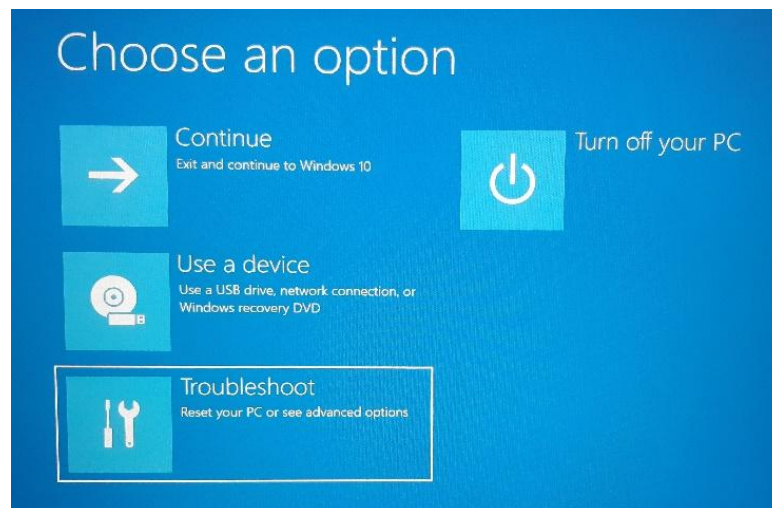 Choose an option
Continue
Exit and continue to Windows 10
Turn off your PC
Use a device
Use a USB drive, network connection, or
Windows recovery DVD
Troubleshoot
Reset your PC or see advanced options